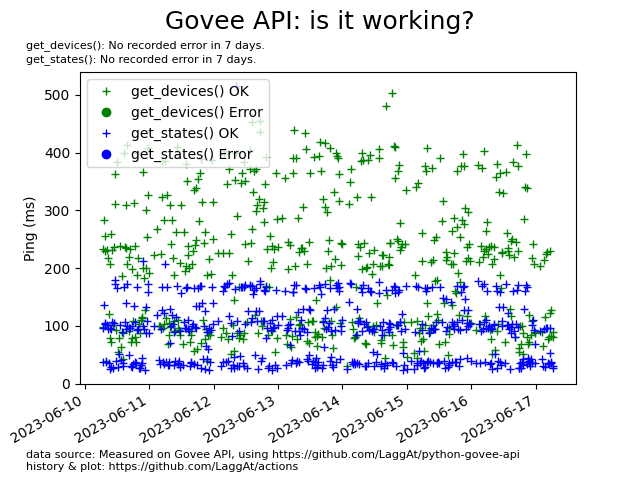 Govee API: is it working?
get_devices(): No recorded error in 7 days.
get_states(): No recorded error in 7 days.
get_devices() OK
get_devices() Error
get_states() OK
get_states() Error
Ping (ms)
500
400
300
200
100
0
2023-06-10
2023-06-11
2023-06-12
2023-06-13
2023-06-14
2023-06-15
2023-06-16
2023-06-17
data source: Measured on Govee API, using https://github.com/LaggAt/python-govee-api
history & plot: https://github.com/LaggAt/actions